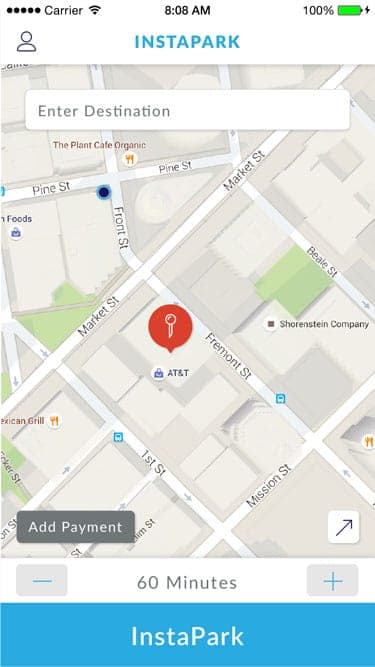 Carrier 8:08 AM 100%
INSTAPARK
Enter Destination
The Plant Cafe Organic
Pine St
Pine St
Market St
Front St
n Foods
Beale St
Market St
Shorenstein Company
Fremont St
AT&T
exican Grill
1st St
Mission St
Add Payment
60 Minutes
InstaPark